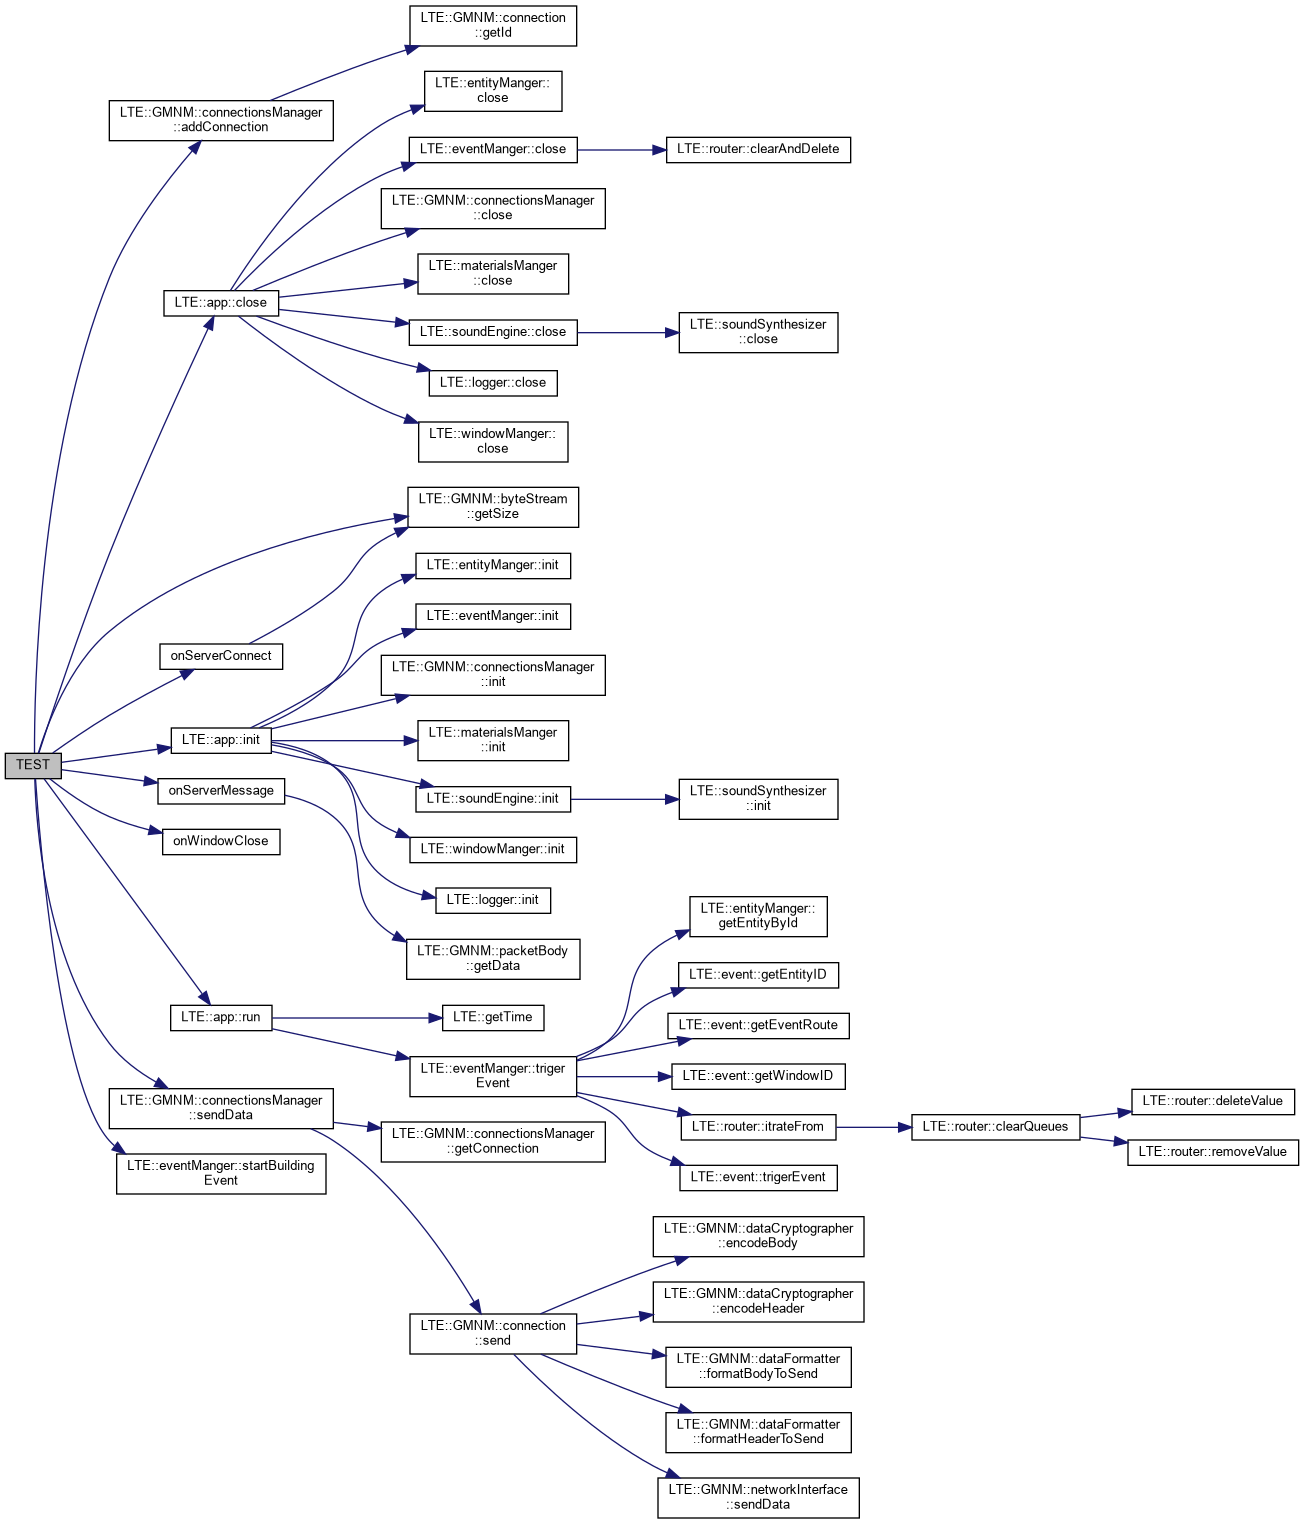 LTE::GMNM::connection
::getId
LTE::entityManger::
close
LTE::GMNM::connectionsManager
::addConnection
LTE::eventManger::close
LTE::router::clearAndDelete
LTE::GMNM::connectionsManager
::close
LTE::materialsManger
::close
LTE::app::close
LTE::soundEngine::close
LTE::soundSynthesizer
::close
LTE::logger::close
LTE::windowManger::
close
LTE::GMNM::byteStream
::getSize
LTE::entityManger::init
LTE::eventManger::init
onServerConnect
LTE::GMNM::connectionsManager
::init
LTE::app::init
LTE::materialsManger
::init
TEST
onServerMessage
LTE::soundEngine::init
LTE::soundSynthesizer
::init
onWindowClose
LTE::windowManger::init
LTE::logger::init
LTE::entityManger::
getEntityById
LTE::GMNM::packetBody
::getData
LTE::event::getEntityID
LTE::app::run
LTE::getTime
LTE::event::getEventRoute
LTE::eventManger::triger
Event
LTE::event::getWindowID
LTE::router::deleteValue
LTE::GMNM::connectionsManager
::sendData
LTE::router::itrateFrom
LTE::router::clearQueues
LTE::GMNM::connectionsManager
::getConnection
LTE::router::removeValue
LTE::eventManger::startBuilding
Event
LTE::event::trigerEvent
LTE::GMNM::dataCryptographer
::encodeBody
LTE::GMNM::dataCryptographer
::encodeHeader
LTE::GMNM::connection
::send
LTE::GMNM::dataFormatter
::formatBodyToSend
LTE::GMNM::dataFormatter
::formatHeaderToSend
LTE::GMNM::networkInterface
::sendData